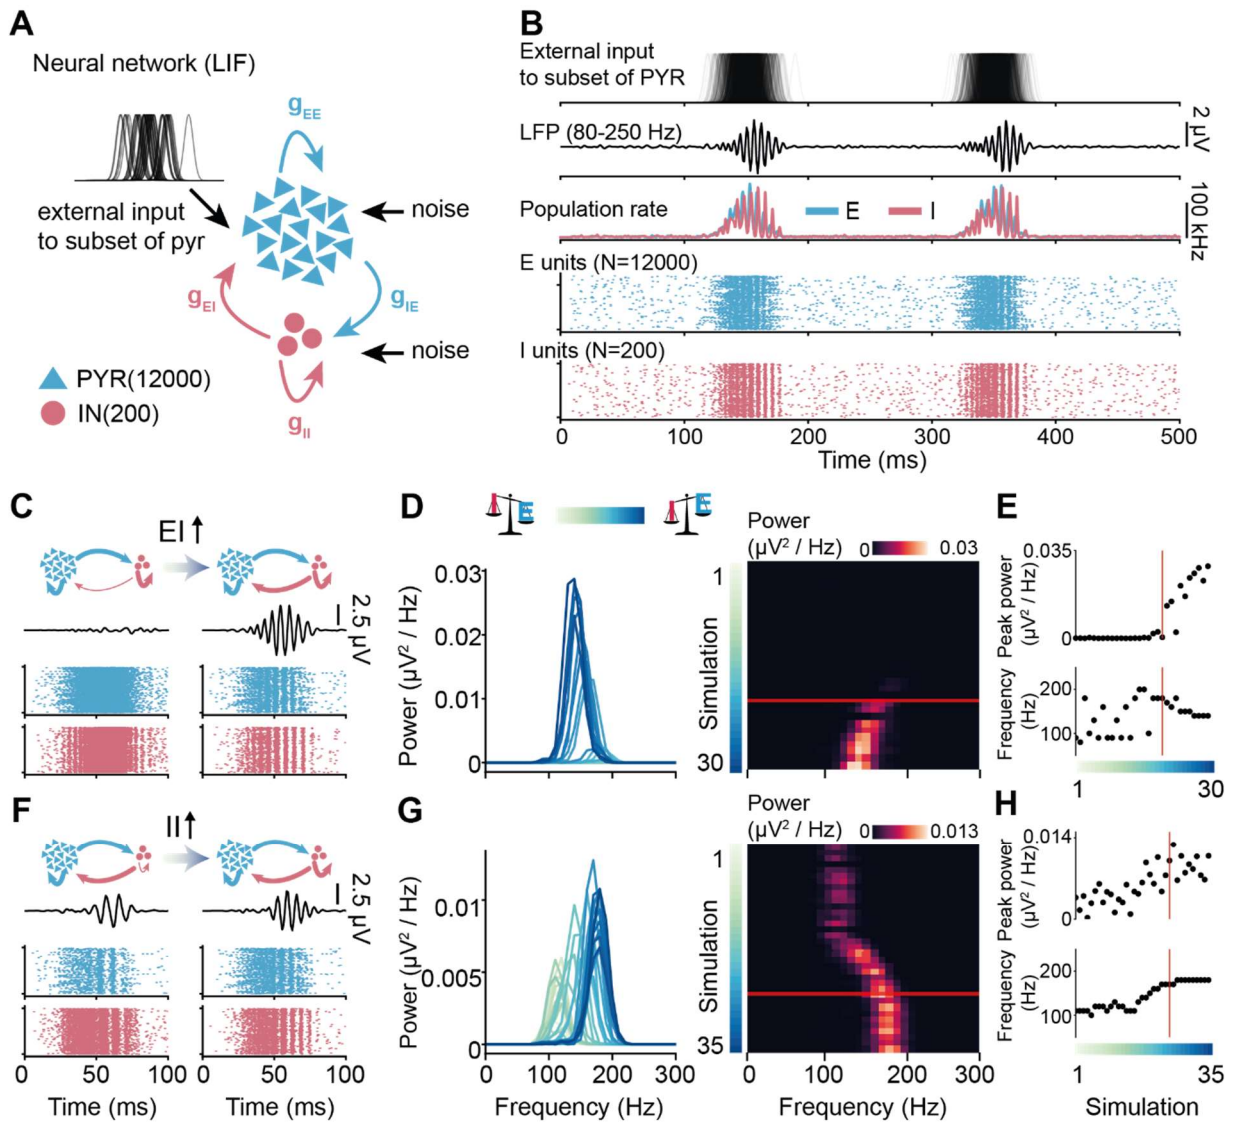 A
Neural network (LIF)
external input
to subset of pyr
gEE
noise
gEI
gIE
noise
gII
PYR(12000)
IN(200)
B
External input
to subset of PYR
LFP (80-250 Hz)
2 µV
Population rate
E
I
100 kHz
E units (N=12000)
I units (N=200)
0 100 200 300 400 500
Time (ms)
C
EI
2.5 µV
D
I E
I E
Power (µV² / Hz)
0.03
0.02
0.01
0
Power
(µV² / Hz)
0 0.03
1
Simulation
30
0 100 200 300
E
Peak power
(µV² / Hz)
0.035
0
Frequency
(Hz)
200
100
1 30
F
II
2.5 µV
0 50 100
0 50 100
Time (ms)
Time (ms)
G
Power (µV² / Hz)
0.01
0.005
0
0 100 200 300
Frequency (Hz)
Power
(µV² / Hz)
0 0.013
1
Simulation
35
0 100 200 300
Frequency (Hz)
H
Peak power
(µV² / Hz)
0.014
0
Frequency
(Hz)
200
100
1 35
Simulation